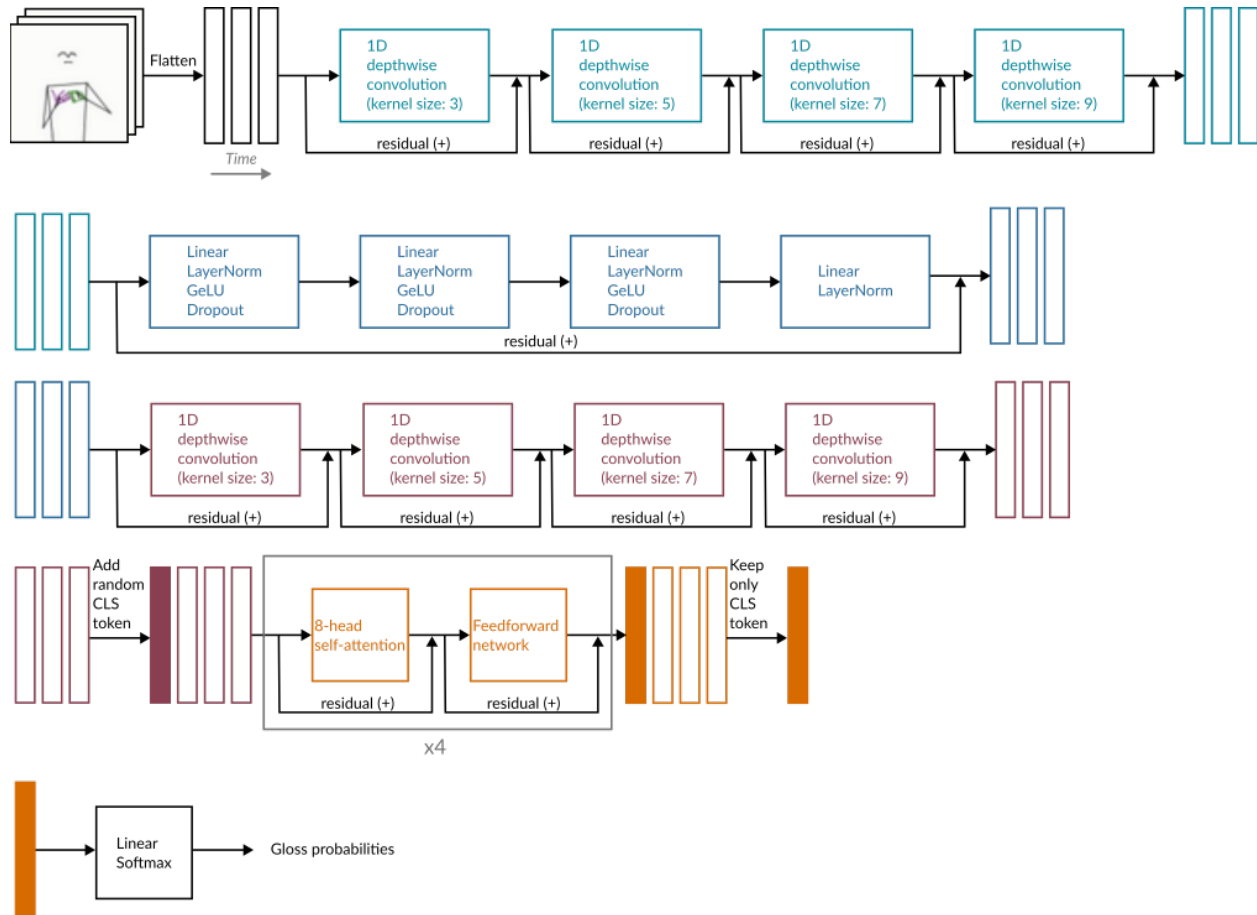 Flatten
Time
1D
depthwise
convolution
(kernel size: 3)
residual (+)
1D
depthwise
convolution
(kernel size: 5)
residual (+)
1D
depthwise
convolution
(kernel size: 7)
residual (+)
1D
depthwise
convolution
(kernel size: 9)
residual (+)
Linear
LayerNorm
GeLU
Dropout
Linear
LayerNorm
GeLU
Dropout
Linear
LayerNorm
GeLU
Dropout
Linear
LayerNorm
residual (+)
1D
depthwise
convolution
(kernel size: 3)
residual (+)
1D
depthwise
convolution
(kernel size: 5)
residual (+)
1D
depthwise
convolution
(kernel size: 7)
residual (+)
1D
depthwise
convolution
(kernel size: 9)
residual (+)
Add
random
CLS
token
8-head
self-attention
residual (+)
Feedforward
network
residual (+)
x4
Keep
only
CLS
token
Linear
Softmax
Gloss probabilities